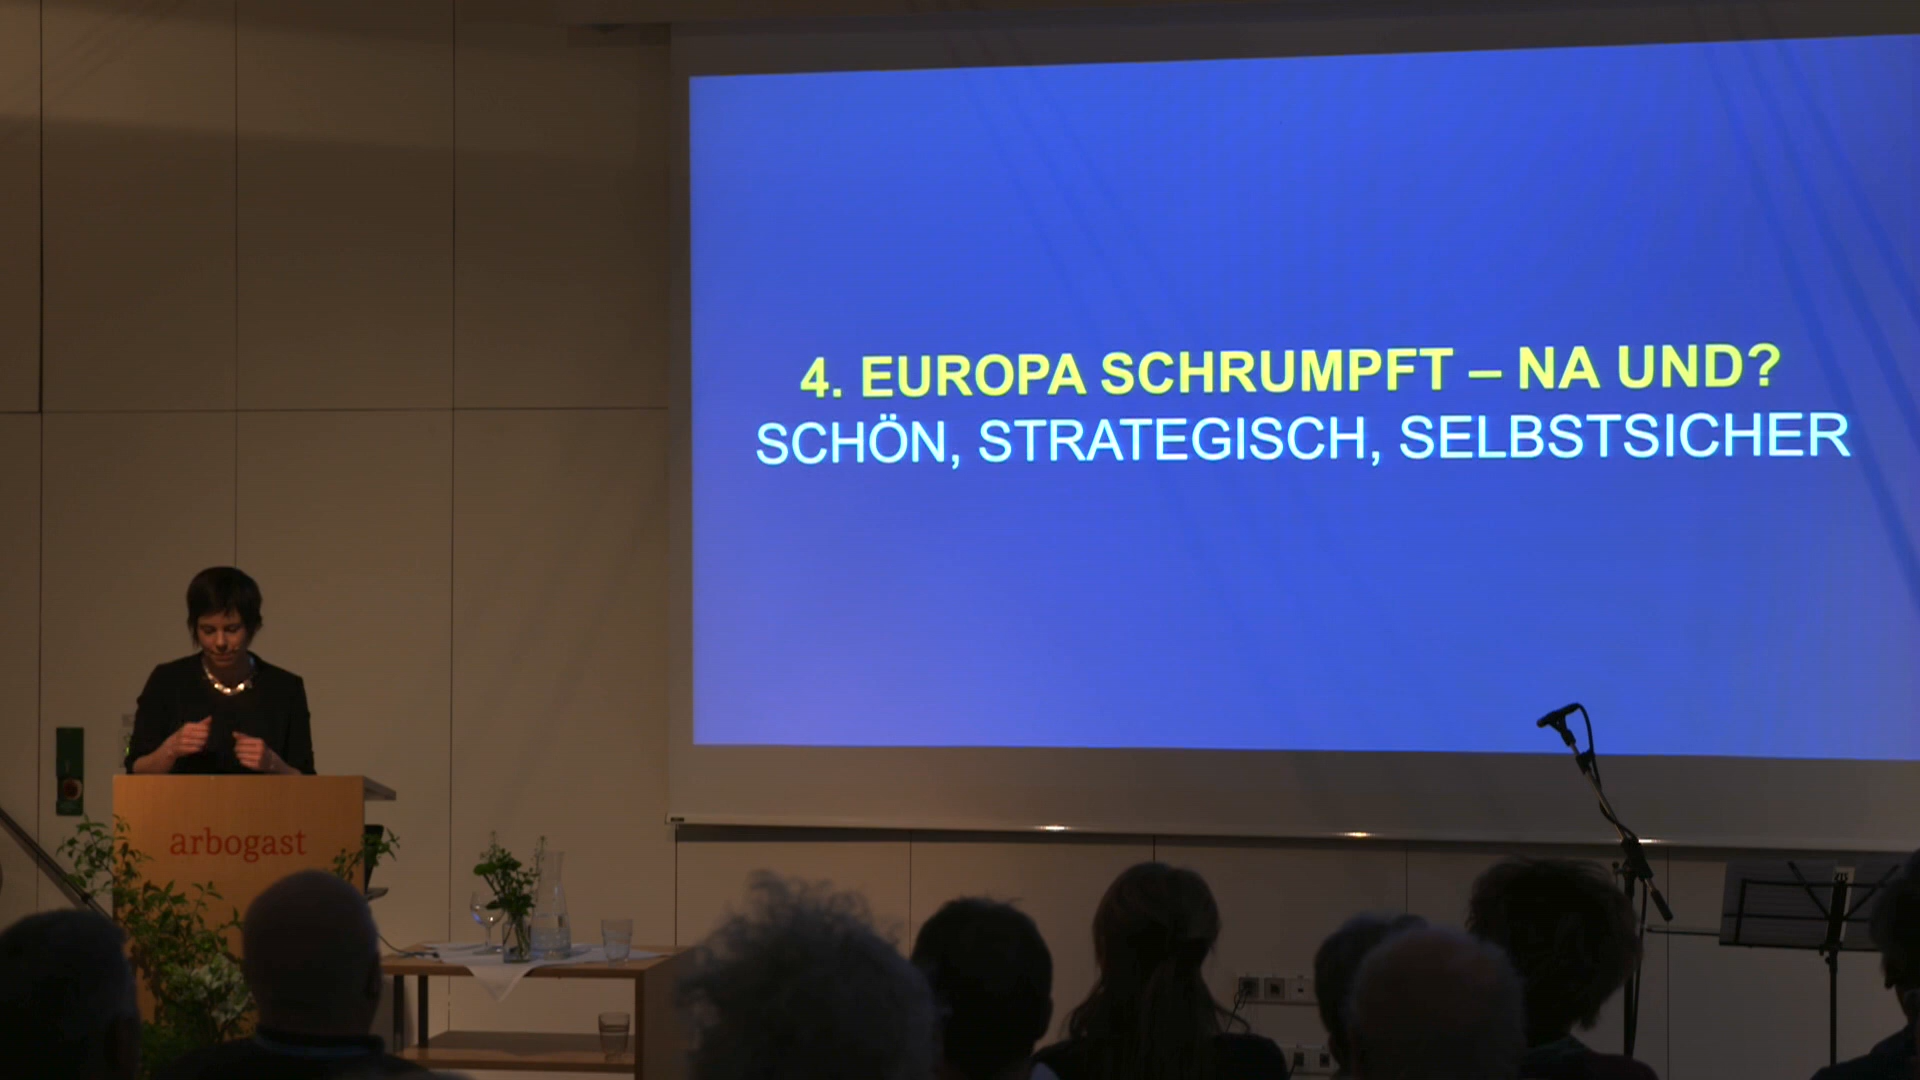 4. EUROPA SCHRUMPFT – NA UND?
SCHÖN, STRATEGISCH, SELBSTSICHER
arbogast